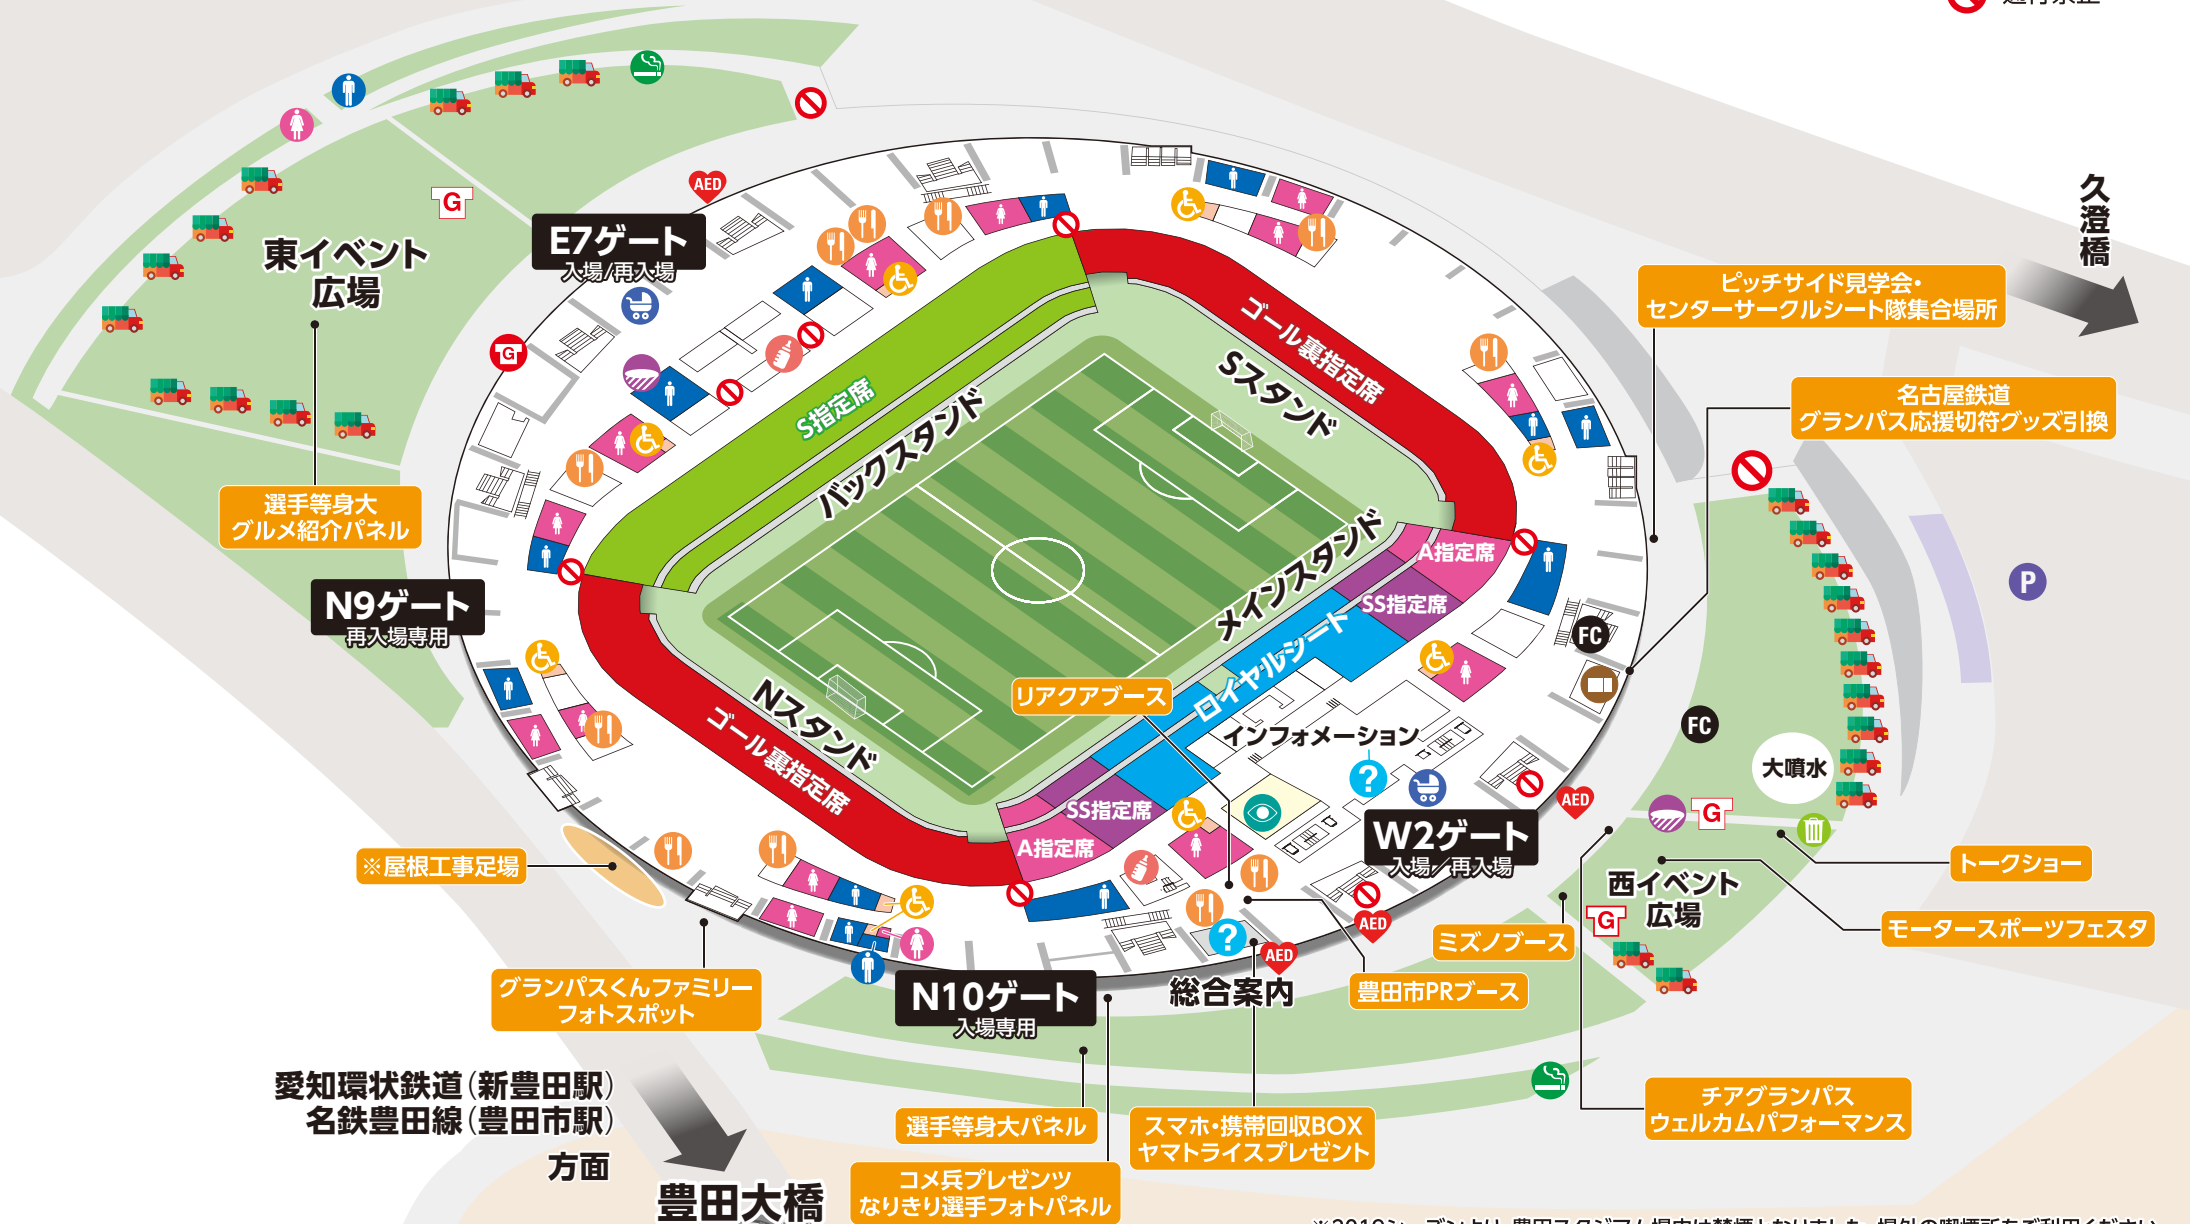 久澄橋
AED
E7ゲート
入場/再入場
G
東イベント
広場
G
ピッチサイド見学会・
センターサークルシート隊集合場所
名古屋鉄道
グランパス応援切符グッズ引換
ゴール裏指定席
Sスタンド
S指定席
バックスタンド
選手等身大
グルメ紹介パネル
メインスタンド
A指定席
SS指定席
P
N9ゲート
再入場専用
FC
ロイヤルシート
リアクアブース
Nスタンド
ゴール裏指定席
インフォメーション
?
FC
大噴水
AED
G
SS指定席
A指定席
W2ゲート
入場/再入場
※屋根工事足場
トークショー
西イベント
広場
G
モータースポーツフェスタ
AED
?
AED
ミズノブース
グランパスくんファミリー
フォトスポット
N10ゲート
入場専用
総合案内
豊田市PRブース
愛知環状鉄道(新豊田駅)
名鉄豊田線(豊田市駅)
方面
豊田大橋
選手等身大パネル
スマホ・携帯回収BOX
ヤマトライスプレゼント
チアグランパス
ウェルカムパフォーマンス
コメ兵プレゼンツ
なりきり選手フォトパネル